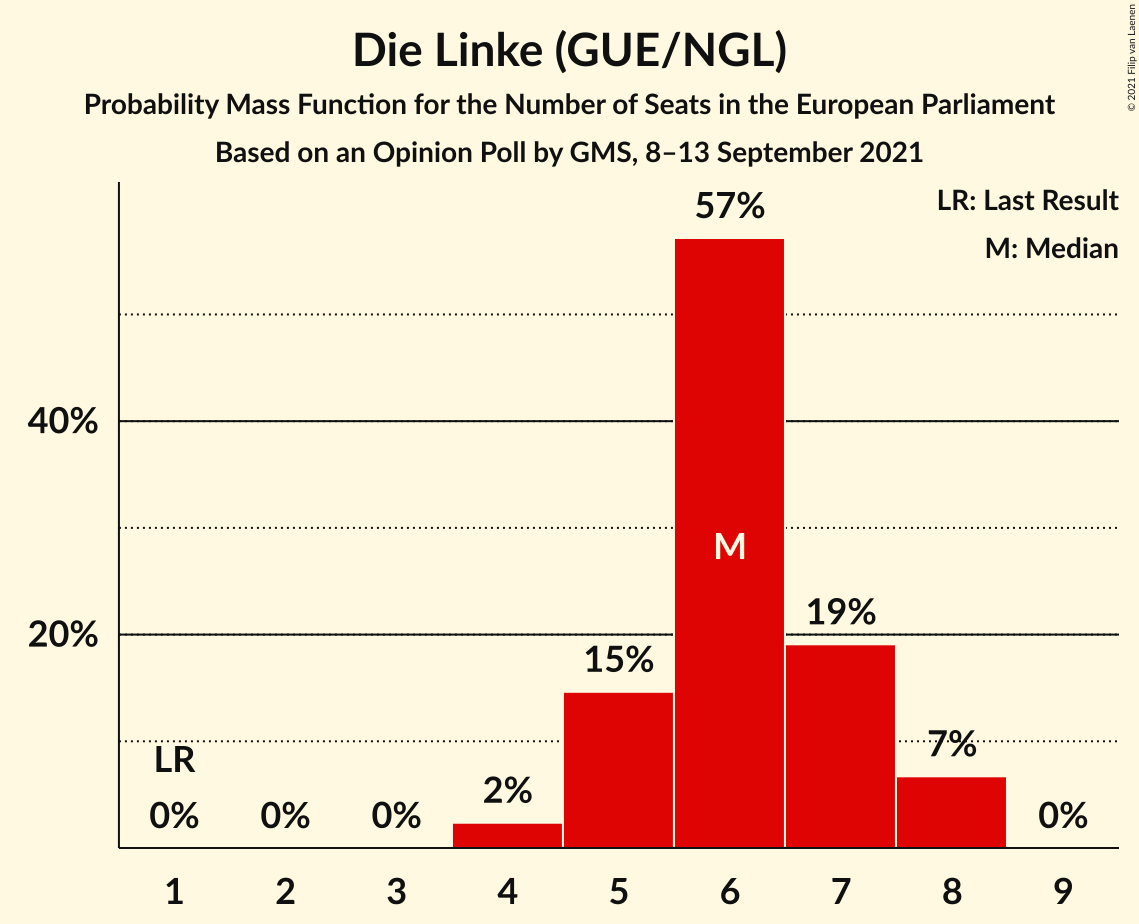 Die Linke (GUE/NGL)
Probability Mass Function for the Number of Seats in the European Parliament
Based on an Opinion Poll by GMS, 8–13 September 2021
© 2021 Filip van Laenen
LR: Last Result
M: Median
57%
40%
M
20%
19%
15%
LR
7%
2%
0%
0%
0%
0%
1 2 3 4 5 6 7 8 9